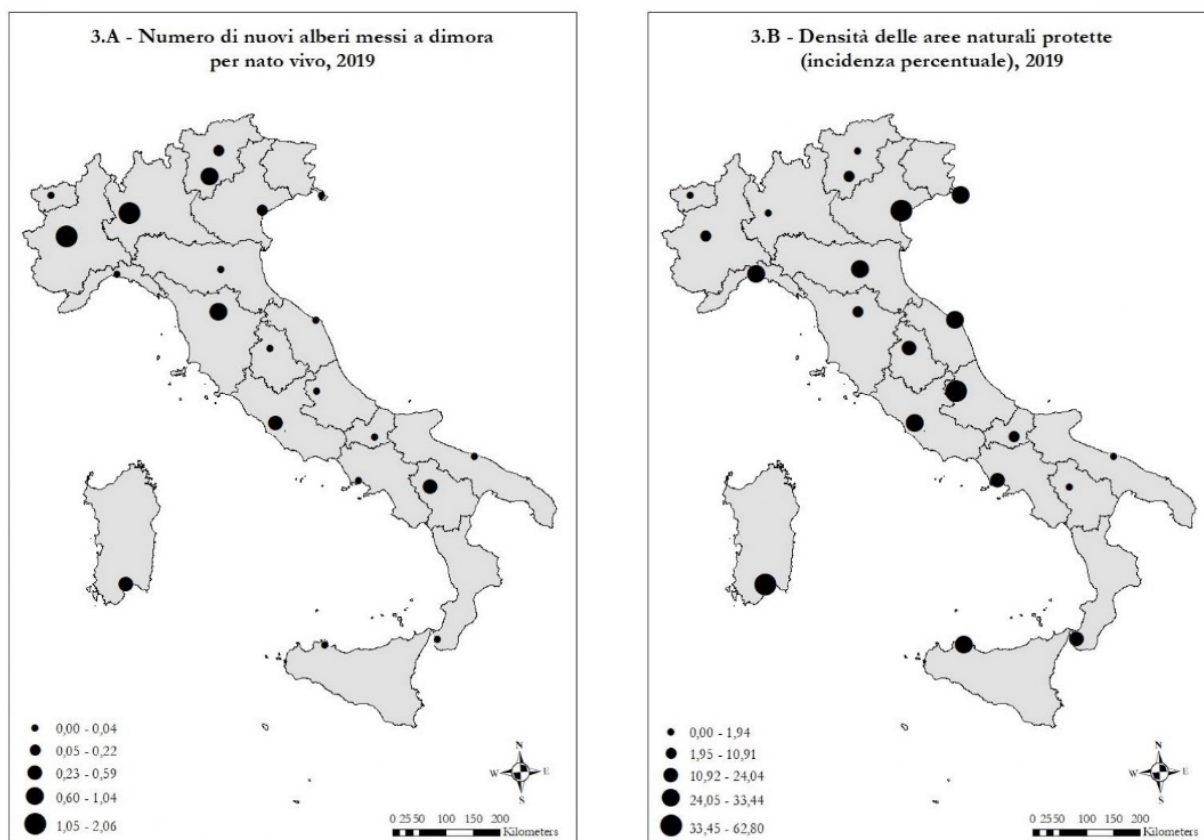 3.A - Numero di nuovi alberi messi a dimora
per nato vivo, 2019
0,00 - 0,04
0,05 - 0,22
0,23 - 0,59
0,60 - 1,04
1,05 - 2,06
N
W E
S
0 25 50 100 150 200
Kilometers
3.B - Densità delle aree naturali protette
(incidenza percentuale), 2019
0,00 - 1,94
1,95 - 10,91
10,92 - 24,04
24,05 - 33,44
33,45 - 62,80
N
W E
S
0 25 50 100 150 200
Kilometers